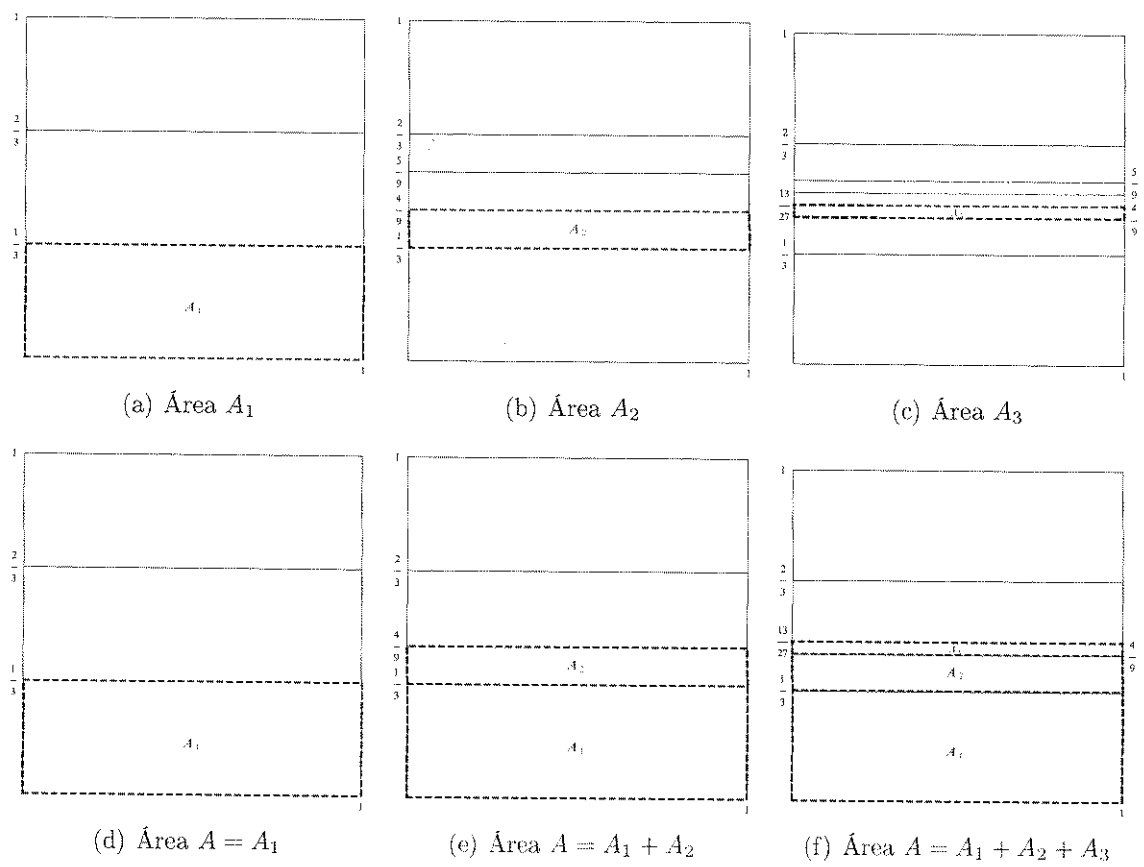 1
2/3
1/3
A₁
1
(a) Área A₁
1
2/3
5/9
4/9
1/3
A₂
1
(b) Área A₂
1
2/3
5/9
13/27
4/9
1/3
1
(c) Área A₃
1
2/3
1/3
A₁
1
(d) Área A = A₁
1
2/3
4/9
1/3
A₂
A₁
1
(e) Área A = A₁ + A₂
1
2/3
13/27
4/9
1/3
A₂
A₁
1
(f) Área A = A₁ + A₂ + A₃